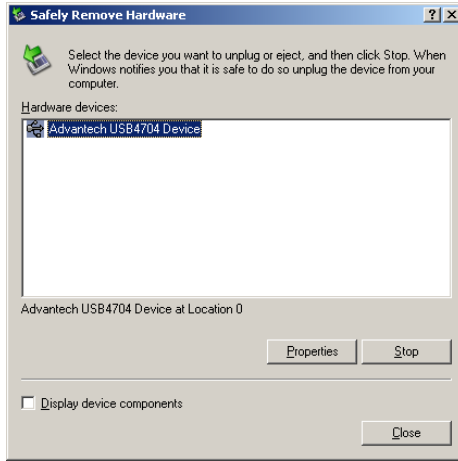 Safely Remove Hardware
Select the device you want to unplug or eject, and then click Stop. When
Windows notifies you that it is safe to do so unplug the device from your
computer.
Hardware devices:
Advantech USB4704 Device
Advantech USB4704 Device at Location 0
Properties Stop
Display device components
Close